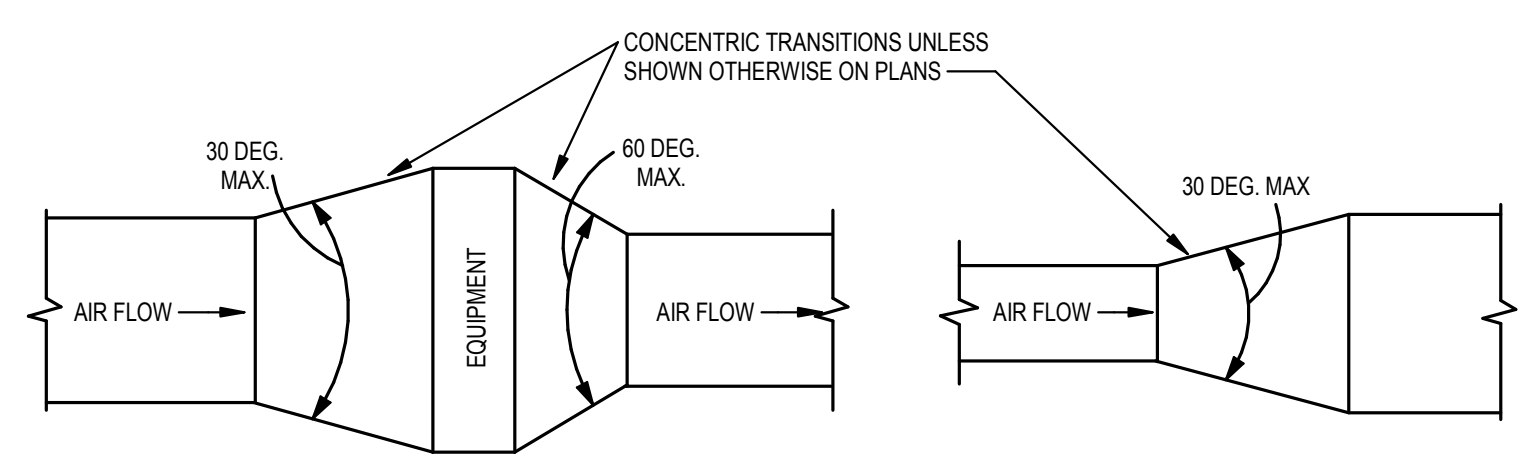 CONCENTRIC TRANSITIONS UNLESS
SHOWN OTHERWISE ON PLANS
30 DEG.
MAX.
60 DEG.
MAX.
30 DEG. MAX
AIR FLOW
EQUIPMENT
AIR FLOW
AIR FLOW